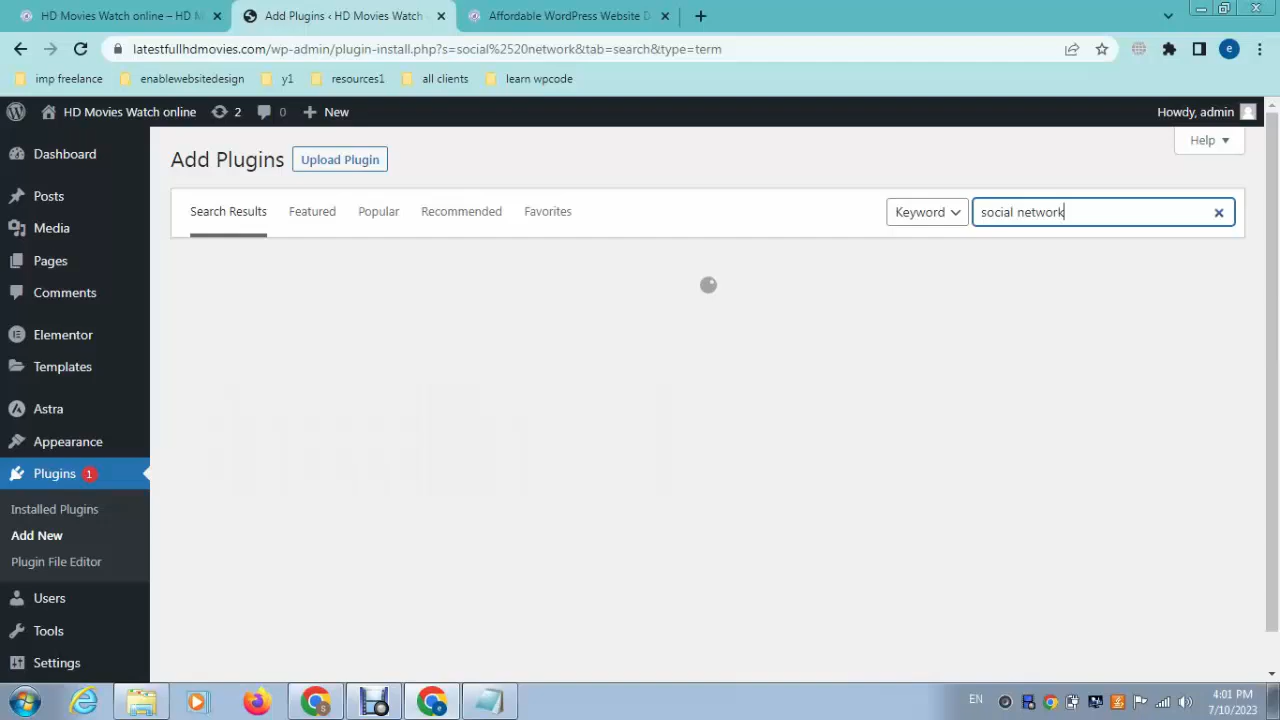 HD Movies Watch online – HD M
Add Plugins ‹ HD Movies Watch
Affordable WordPress Website D
latestfullhdmovies.com/wp-admin/plugin-install.php?s=social%2520network&tab=search&type=term
e
imp freelance
enablewebsitedesign
y1
resources1
all clients
learn wpcode
HD Movies Watch online
2
0
New
Howdy, admin
Help
Add Plugins
Upload Plugin
Search Results
Featured
Popular
Recommended
Favorites
Keyword
social network
Dashboard
Posts
Media
Pages
Comments
Elementor
Templates
Astra
Appearance
Plugins 1
Installed Plugins
Add New
Plugin File Editor
Users
Tools
Settings
EN
4:01 PM
7/10/2023